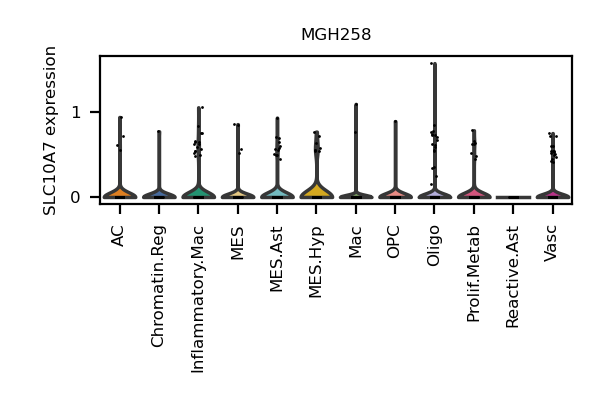 MGH258
SLC10A7 expression
1
0
AC
Chromatin.Reg
Inflammatory.Mac
MES
MES.Ast
MES.Hyp
Mac
OPC
Oligo
Prolif.Metab
Reactive.Ast
Vasc